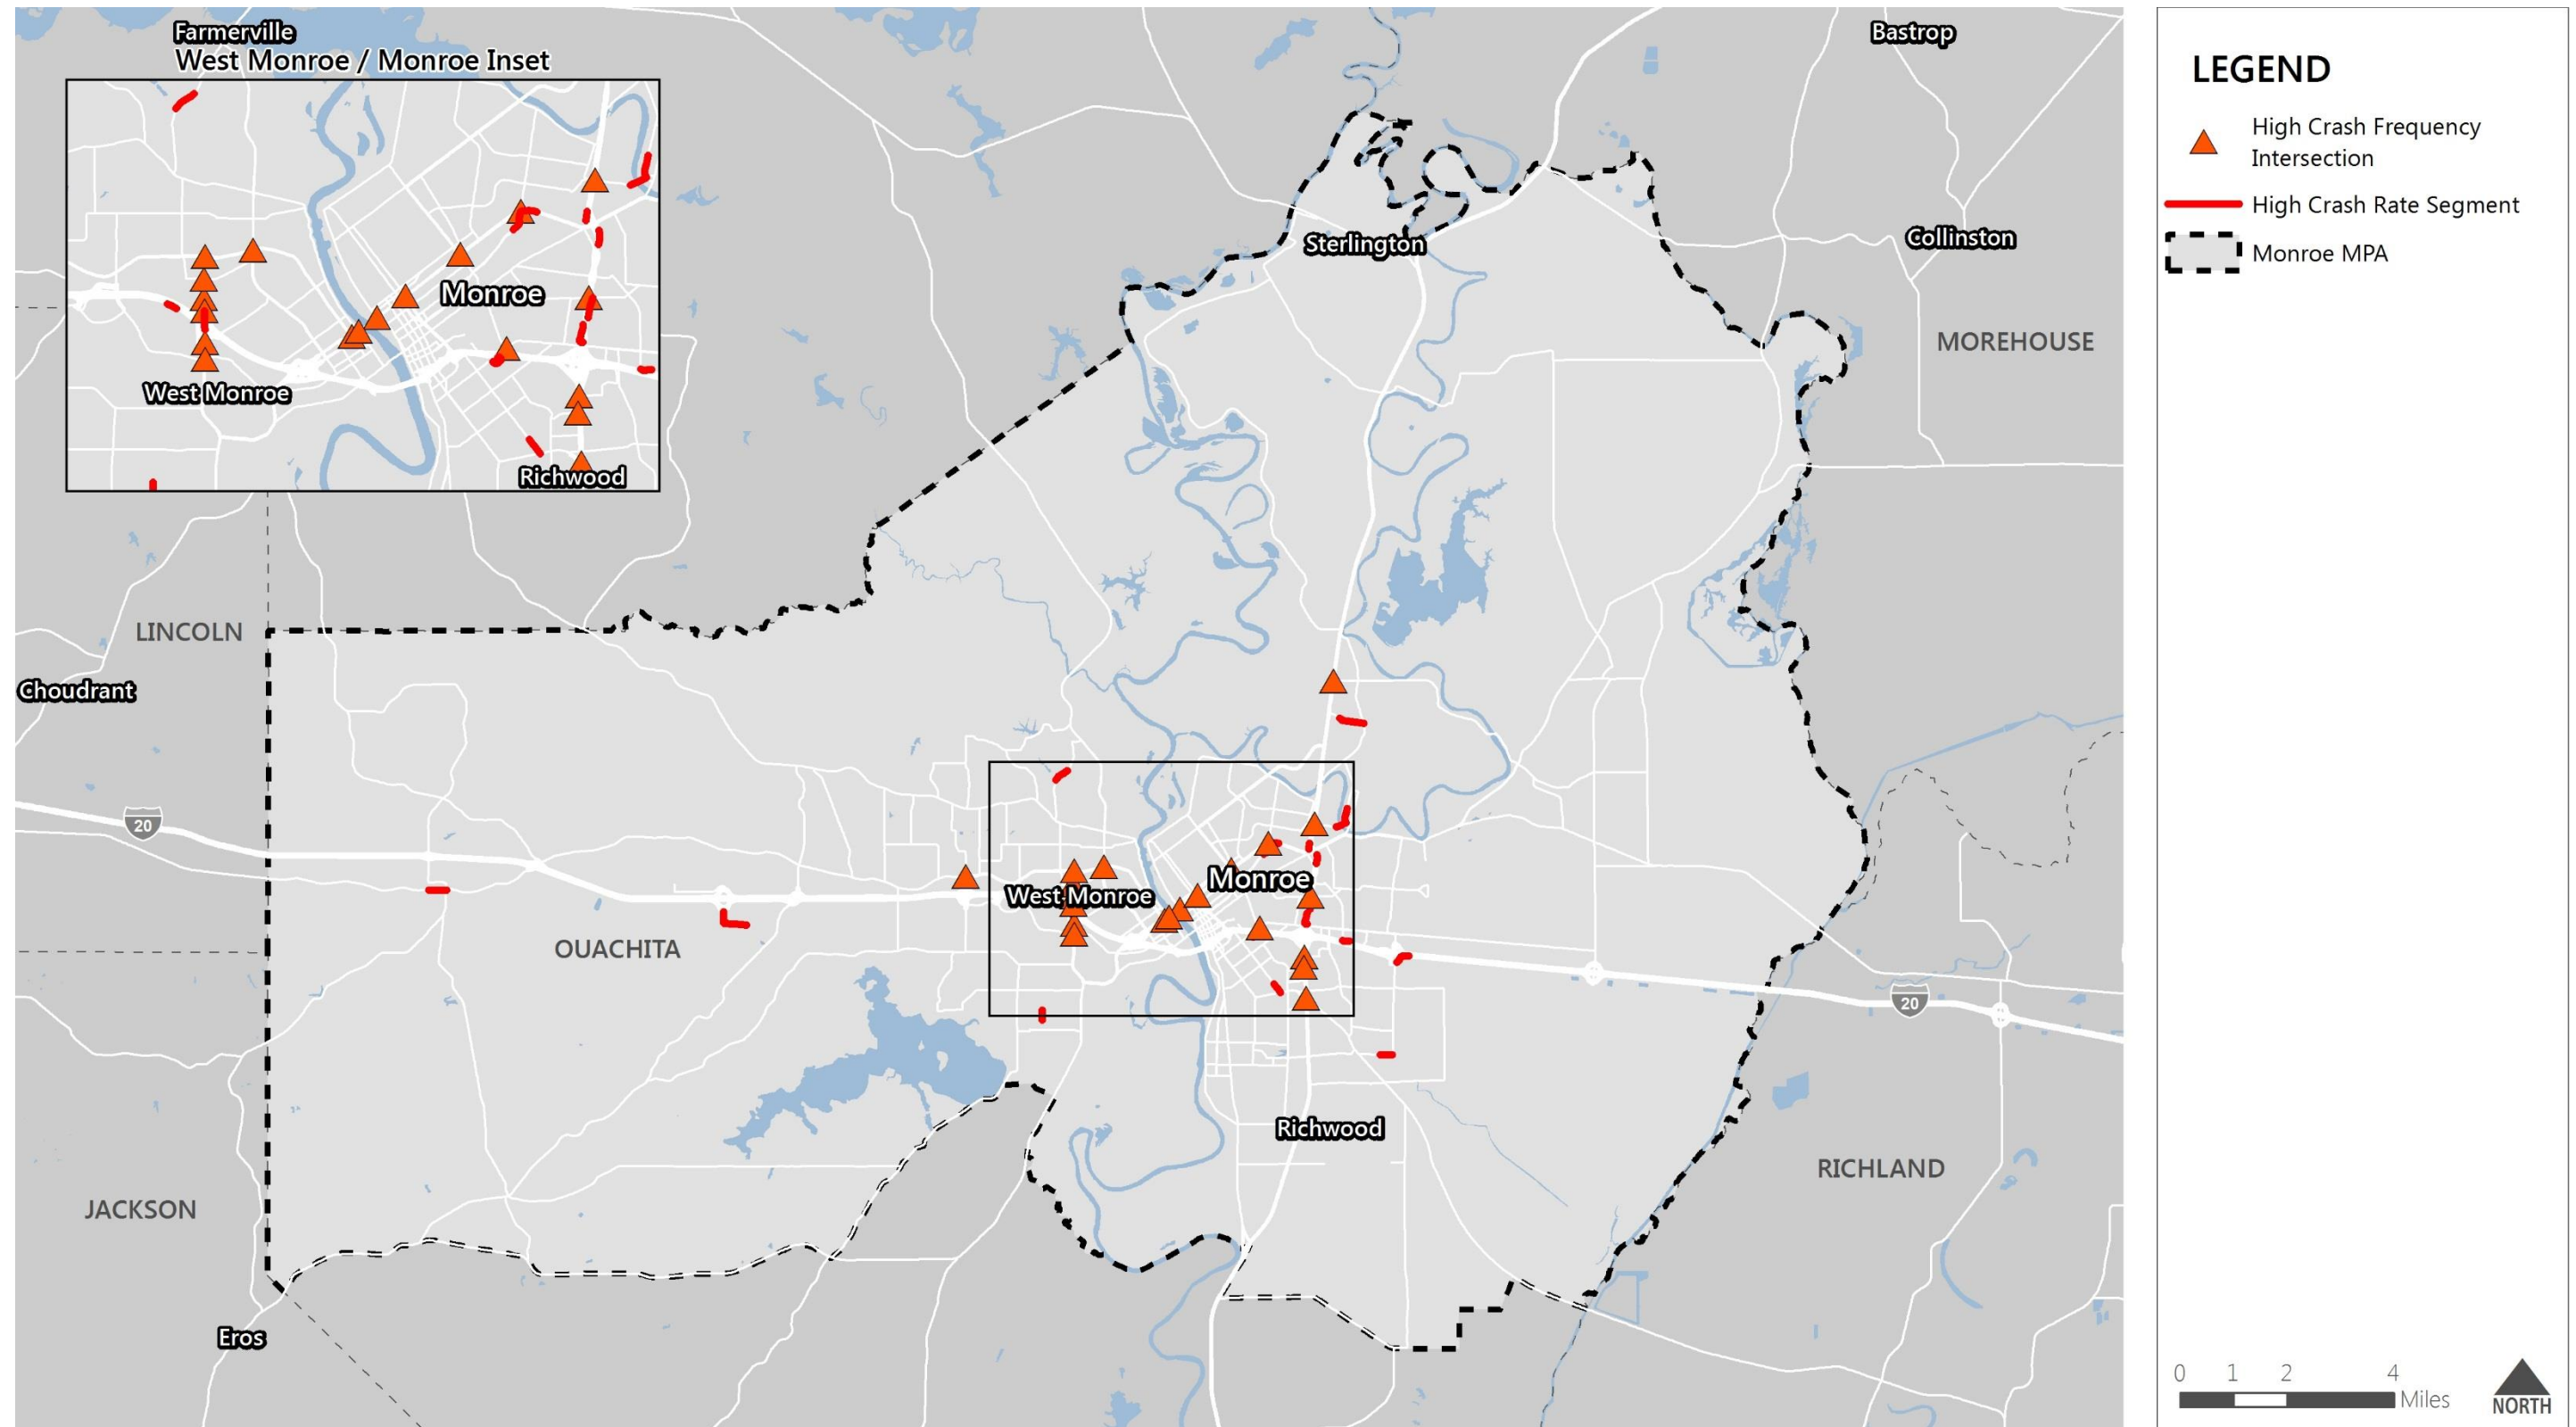 Farmerville
West Monroe / Monroe Inset
Monroe
West Monroe
Richwood
Bastrop
Sterlington
Collinston
MOREHOUSE
LINCOLN
Choudrant
20
West Monroe
Monroe
OUACHITA
20
Richwood
RICHLAND
JACKSON
Eros
LEGEND
High Crash Frequency
Intersection
High Crash Rate Segment
Monroe MPA
0 1 2 4
Miles
NORTH